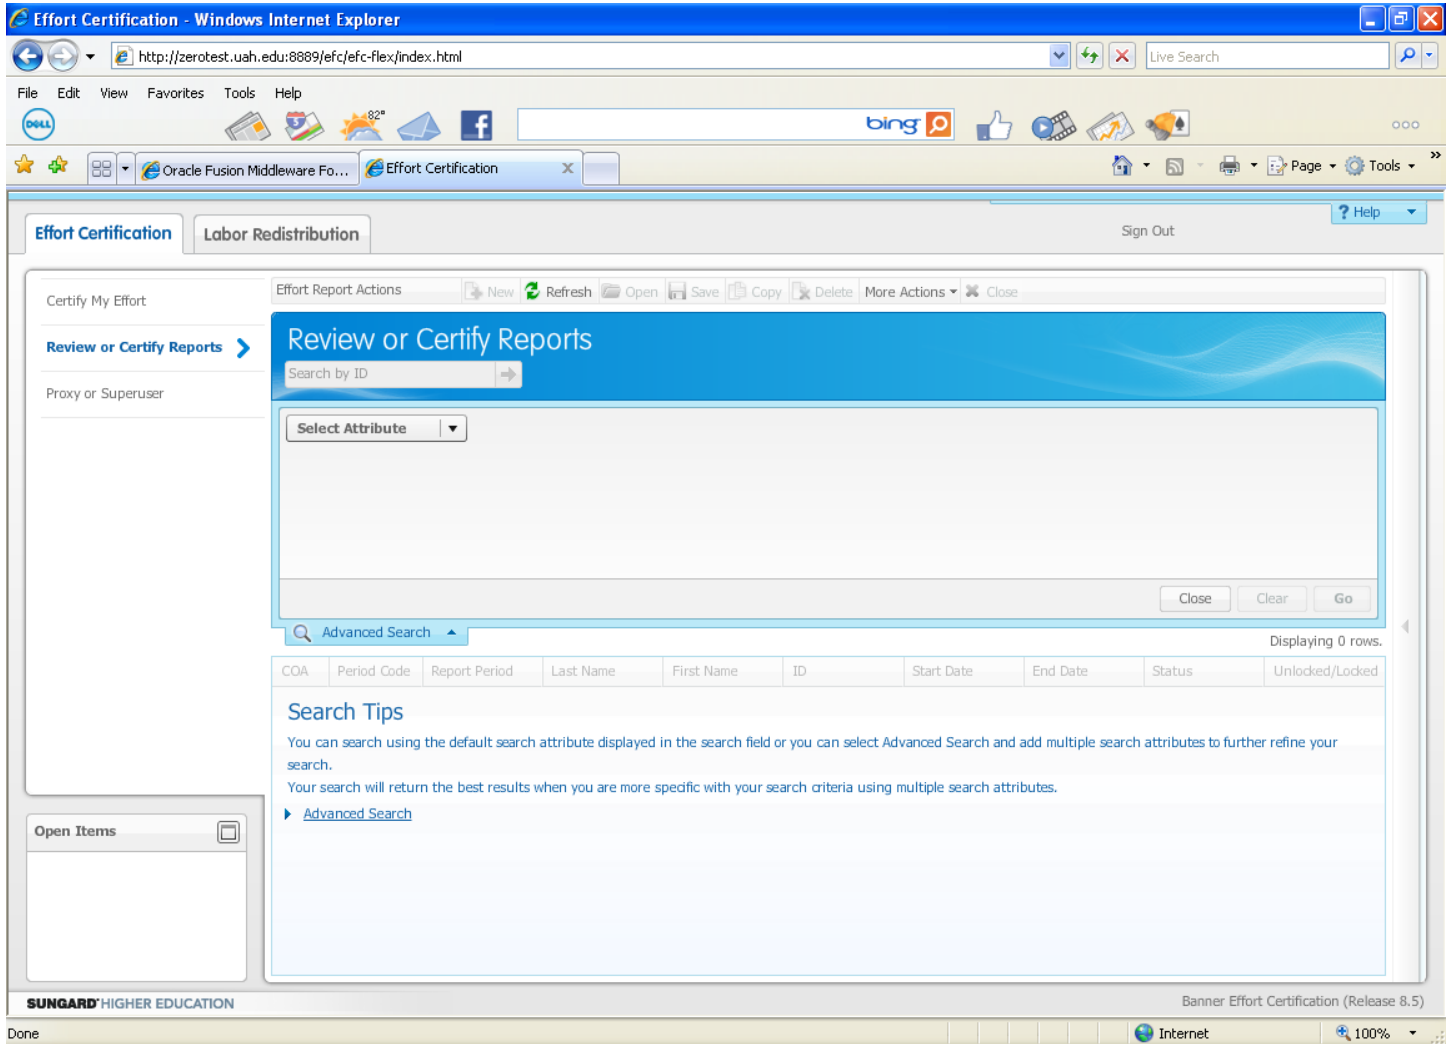 Effort Certification - Windows Internet Explorer
http://zerotest.uah.edu:8889/efc/efc-flex/index.html
Live Search
File Edit View Favorites Tools Help
DELL
82°
bing
Oracle Fusion Middleware Fo...
Effort Certification
Page
Tools
? Help
Effort Certification
Labor Redistribution
Sign Out
Certify My Effort
Review or Certify Reports
Proxy or Superuser
Effort Report Actions
New Refresh Open Save Copy Delete More Actions Close
Review or Certify Reports
Search by ID
Select Attribute
Close Clear Go
Advanced Search
Displaying 0 rows.
COA Period Code Report Period Last Name First Name ID Start Date End Date Status Unlocked/Locked
Search Tips
You can search using the default search attribute displayed in the search field or you can select Advanced Search and add multiple search attributes to further refine your
search.
Your search will return the best results when you are more specific with your search criteria using multiple search attributes.
Advanced Search
Open Items
SUNGARD HIGHER EDUCATION
Banner Effort Certification (Release 8.5)
Done
Internet
100%